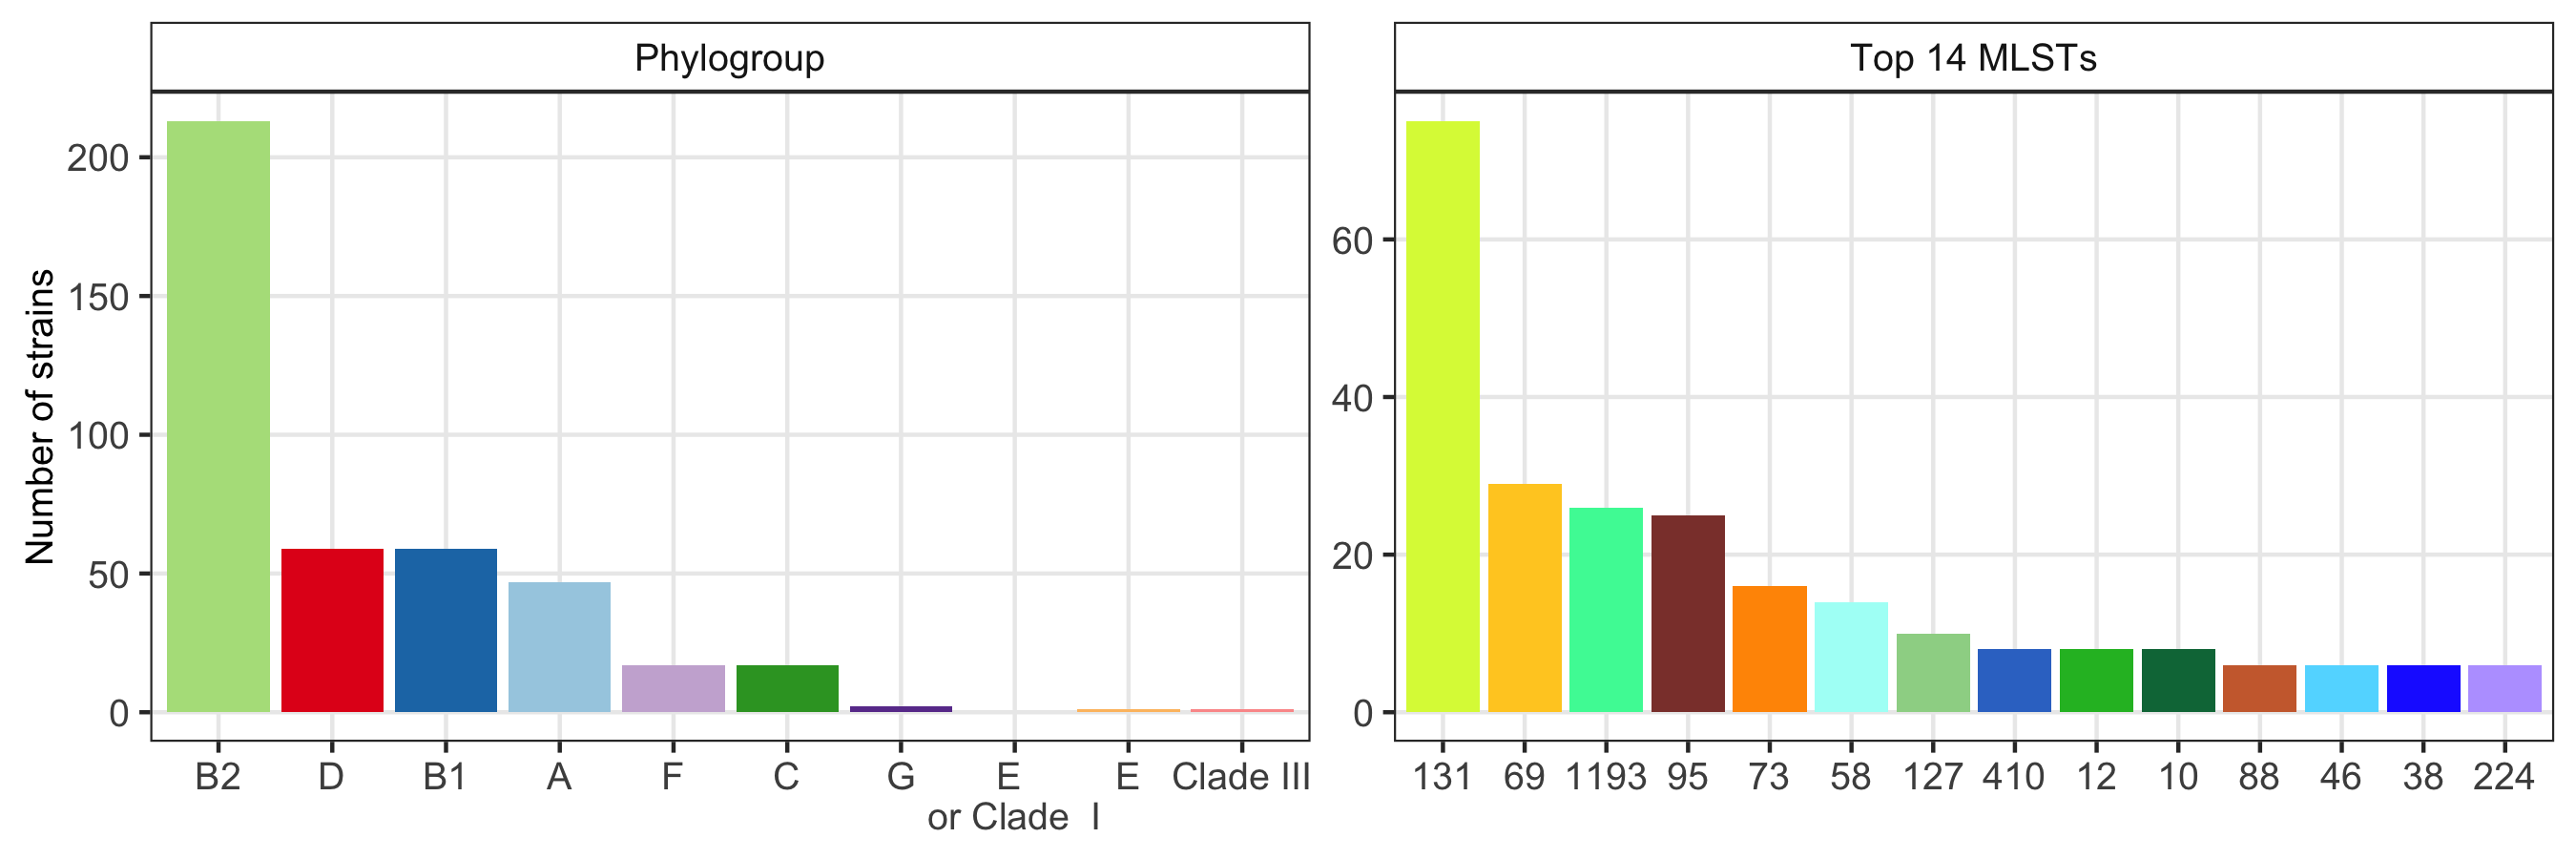 Phylogroup
Top 14 MLSTs
Number of strains
200
150
100
50
0
B2 D B1 A F C G E E Clade III
or Clade I
60
40
20
0
131 69 1193 95 73 58 127 410 12 10 88 46 38 224